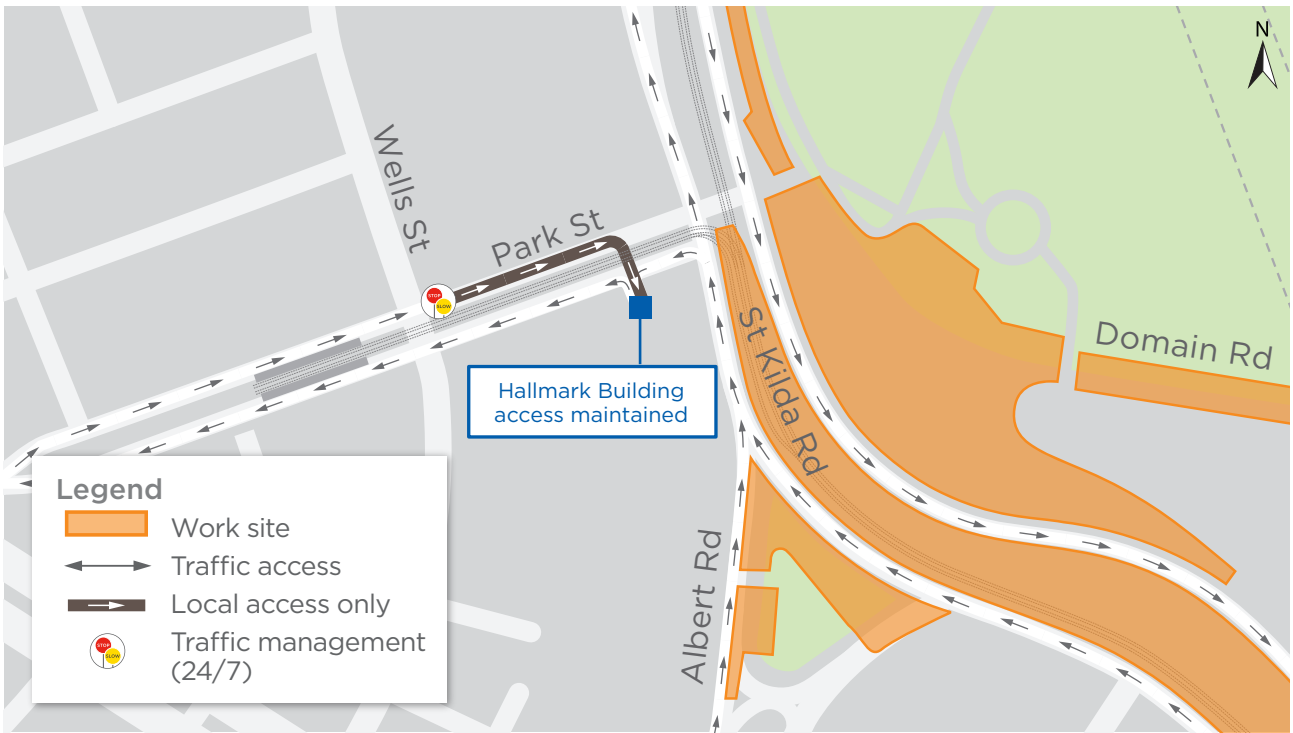 N
Wells St
Park St
St Kilda Rd
Domain Rd
Albert Rd
Hallmark Building
access maintained
STOP
SLOW
Legend
Work site
Traffic access
Local access only
STOP
SLOW
Traffic management
(24/7)